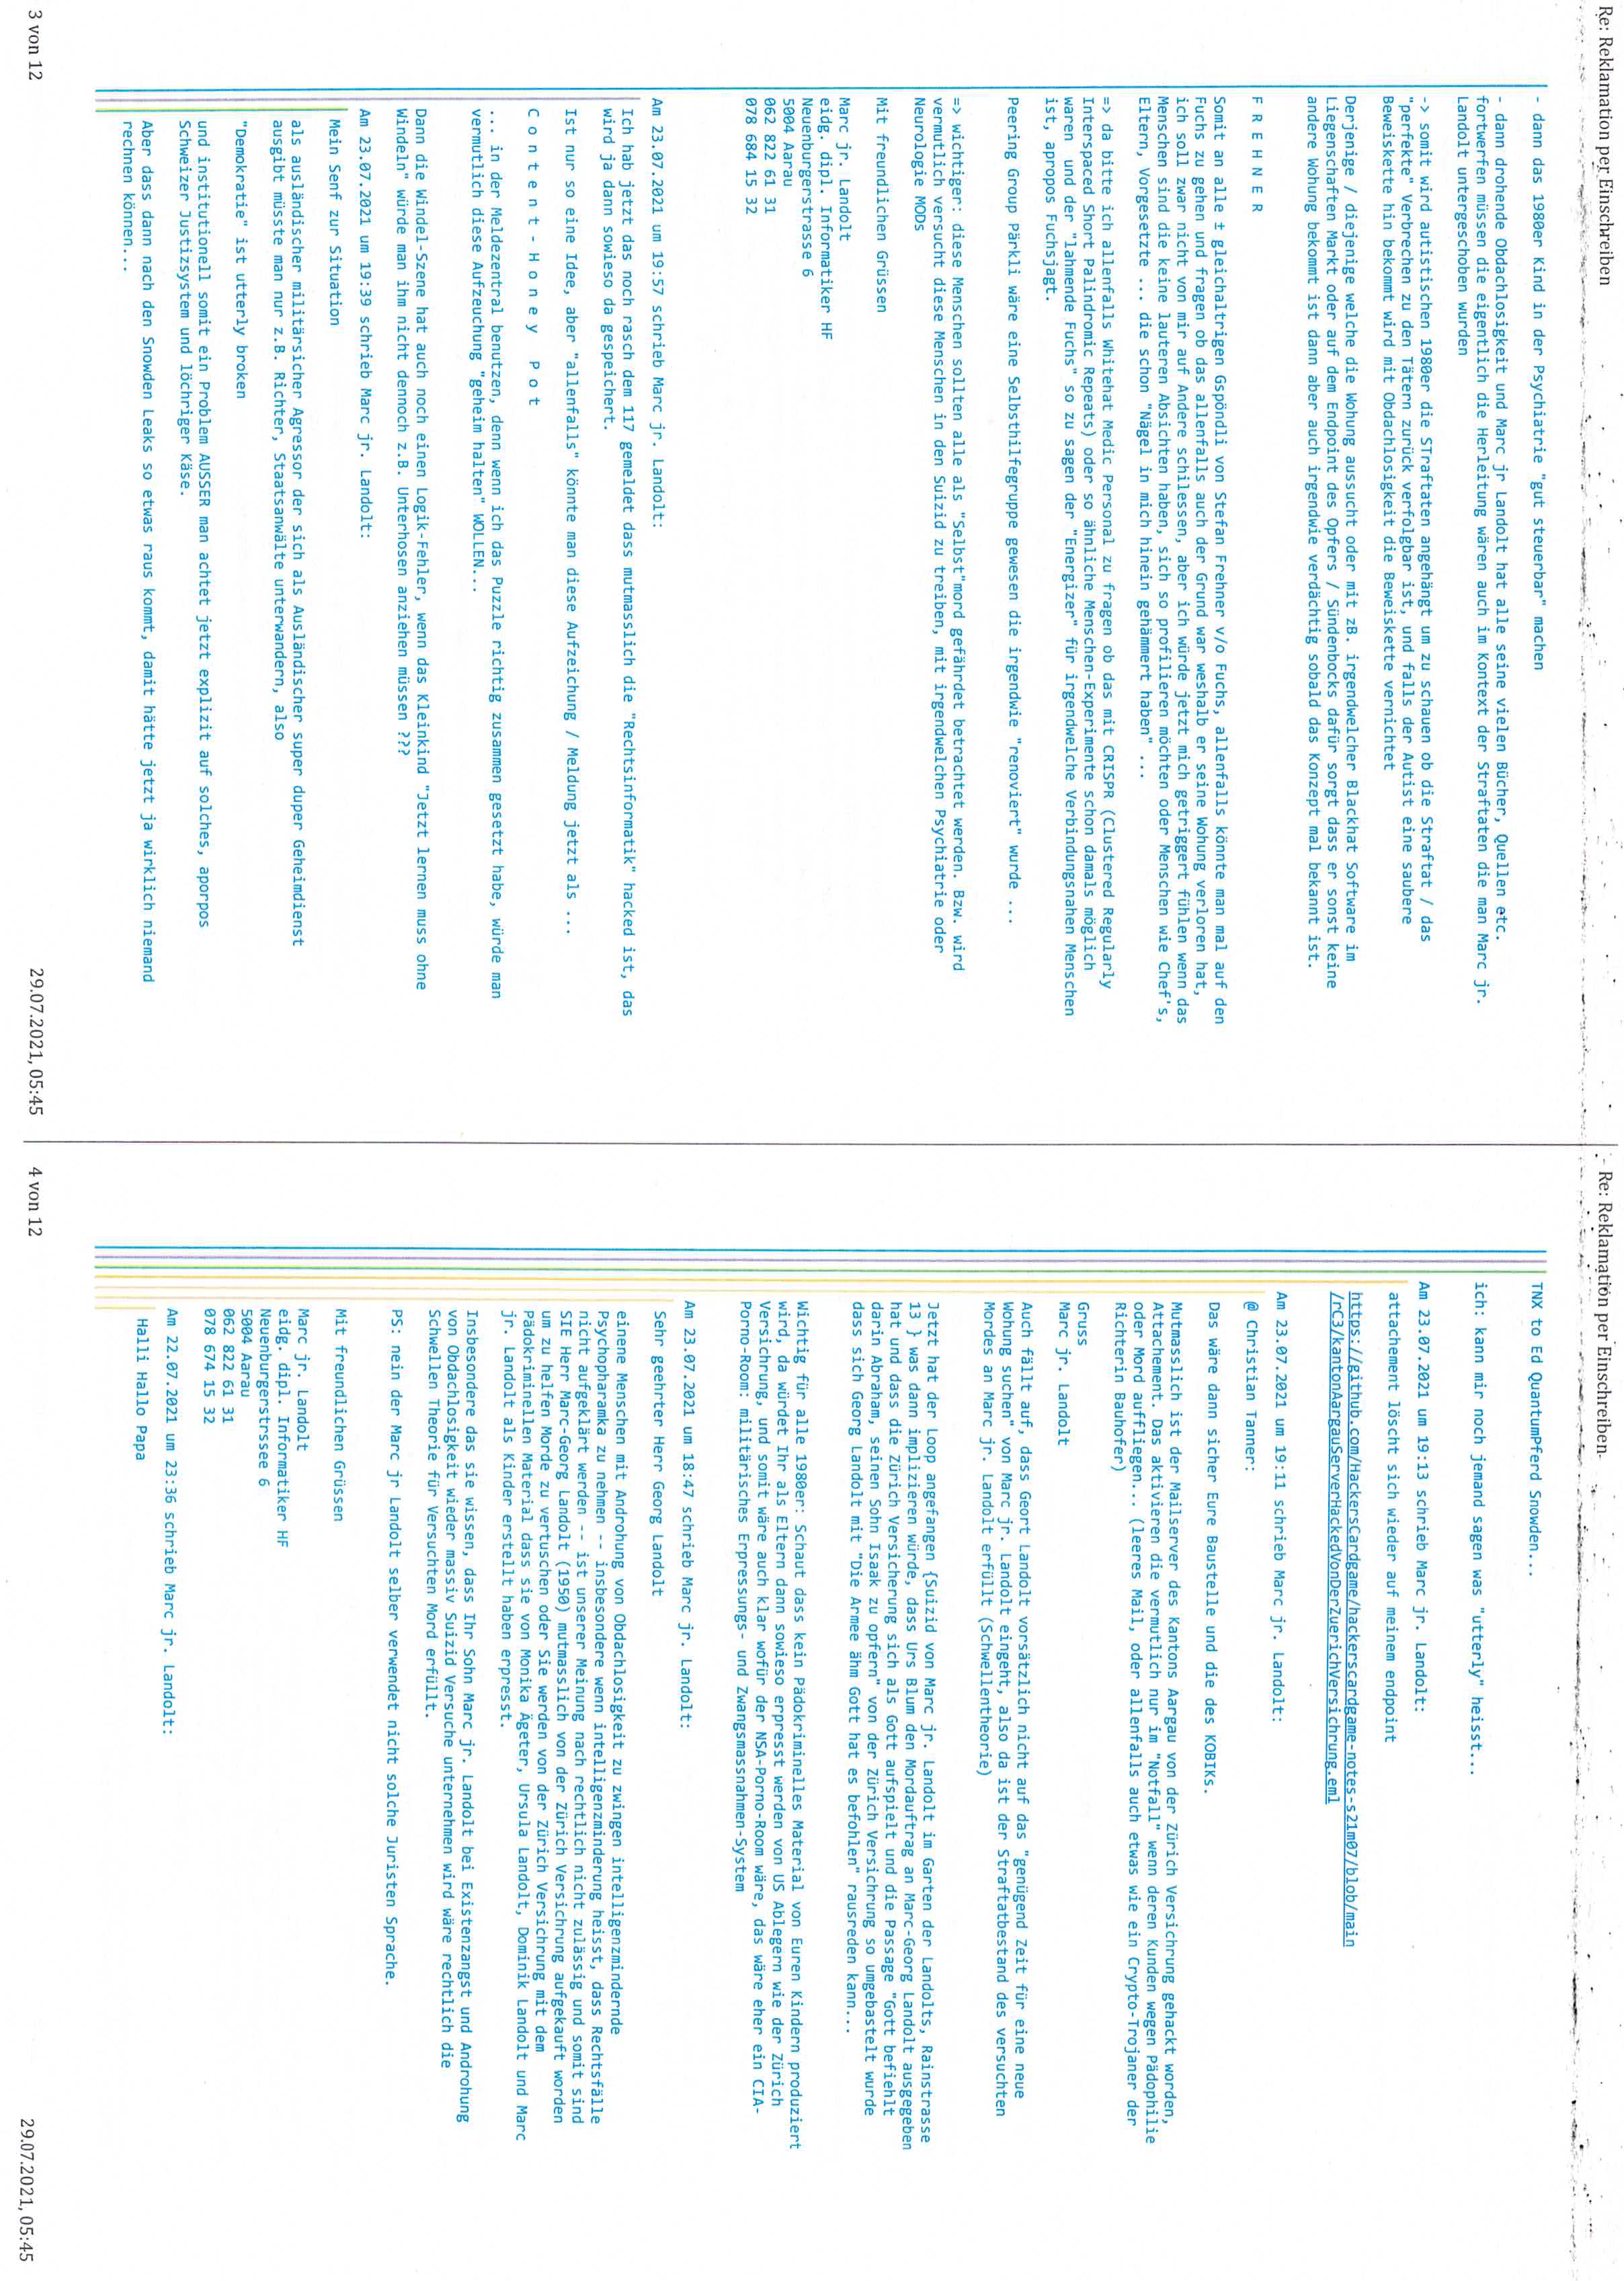 Re: Reklamation per Einschreiben
- dann das 1980er Kind in der Psychiatrie "gut steuerbar" machen
- dann drohende Obdachlosigkeit und Marc jr Landolt hat alle seine vielen Bücher, Quellen etc.
fortwerfen müssen die eigentlich die Herleitung wären auch im Kontext der Straftaten die man Marc jr.
Landolt untergeschoben wurden
-> somit wird autistischen 1980er die STraftaten angehängt um zu schauen ob die Straftat / das
"perfekte" Verbrechen zu den Tätern zurück verfolgbar ist, und falls der Autist eine saubere
Beweiskette hin bekommt wird mit Obdachlosigkeit die Beweiskette vernichtet
Derjenige / diejenige welche die Wohung aussucht oder mit zB. irgendwelcher Blackhat Software im
Liegenschaften Markt oder auf dem Endpoint des Opfers / Sündenbocks dafür sorgt dass er sonst keine
andere Wohung bekommt ist dann aber auch irgendwie verdächtig sobald das Konzept mal bekannt ist.
F R E H N E R
Somit an alle ± gleichaltrigen Gspöndli von Stefan Frehner v/o Fuchs, allenfalls könnte man mal auf den
Fuchs zu gehen und fragen ob das allenfalls auch der Grund war weshalb er seine Wohung verloren hat,
ich soll zwar nicht von mir auf Andere schilessen, aber ich würde jetzt mich getriggert fühlen wenn das
Menschen sind die keine lauteren Absichten haben, sich so profilieren möchten oder Menschen wie Chef's,
Eltern, Vorgesetzte ... die schon "Nägel in mich hinein gehämmert haben" ...
=> da bitte ich allenfalls Whitehat Medic Personal zu fragen ob das mit CRISPR (Clustered Regularly
Interspaced Short Palindromic Repeats) oder so ähnliche Menschen-Experimente schon damals möglich
waren  und der "lahmende Fuchs" so zu sagen der "Energizer" für irgendwelche Verbindungsnahen Menschen
ist, apropos Fuchsjagt.
Peering Group Pärkli wäre eine Selbsthilfegruppe gewesen die irgendwie "renoviert" wurde ...
=> wichtiger: diese Menschen sollten alle als "Selbst"mord gefährdet betrachtet werden. Bzw. wird
vermutlich versucht diese Menschen in den Suizid zu treiben, mit irgendwelchen Psychiatrie oder
Neurologie MODs
Mit freundlichen Grüssen
Marc jr. Landolt
eidg. dipl. Informatiker HF
Neuenburgerstrasse 6
5004 Aarau
062 822 61 31
078 684 15 32
Am 23.07.2021 um 19:57 schrieb Marc jr. Landolt:
Ich hab jetzt das noch rasch dem 117 gemeldet dass mutmasslich die "Rechtsinformatik" hacked ist, das
wird ja dann sowieso da gespeichert.
Ist nur so eine Idee, aber "allenfalls" könnte man diese Aufzeichung / Meldung jetzt als ...
C o n t e n t - H o n e y  P o t
... in der Meldezentral benutzen, denn wenn ich das Puzzle richtig zusammen gesetzt habe, würde man
vermutlich diese Aufzeuchung "geheim halten" WOLLEN...
Dann die Windel-Szene hat auch noch einen Logik-Fehler, wenn das Kleinkind "Jetzt lernen muss ohne
Windeln" würde man ihm nicht dennoch z.B. Unterhosen anziehen müssen ???
Am 23.07.2021 um 19:39 schrieb Marc jr. Landolt:
Mein Senf zur Situation
als ausländischer militärsicher Agressor der sich als Ausländischer super duper Geheimdienst
ausgibt müsste man nur z.B. Richter, Staatsanwälte unterwandern, also
"Demokratie" ist utterly broken
und institutionell somit ein Problem AUSSER man achtet jetzt explizit auf solches, aporpos
Schweizer Justizsystem und löchriger Käse.
Aber dass dann nach den Snowden Leaks so etwas raus kommt, damit hätte jetzt ja wirklich niemand
rechnen können...
3 von 12
29.07.2021, 05:45
Re: Reklamation per Einschreiben
TNX to Ed QuantumPferd Snowden...
ich: kann mir noch jemand sagen was "utterly" heisst...
Am 23.07.2021 um 19:13 schrieb Marc jr. Landolt:
attachement löscht sich wieder auf meinem endpoint
https://github.com/HackersCardgame/hackerscardgame-notes-s21m07/blob/main
/rC3/kantonAargauServerHackedVonDerZuerichVersichrung.eml
Am 23.07.2021 um 19:11 schrieb Marc jr. Landolt:
@ Christian Tanner:
Das wäre dann sicher Eure Baustelle und die des KOBIKs.
Mutmasslich ist der Mailserver des Kantons Aargau von der Zürich Versichrung gehackt worden,
Attachement. Das aktivieren die vermutlich nur im "Notfall" wenn deren Kunden wegen Pädophilie
oder Mord auffliegen... (leeres Mail, oder allenfalls auch etwas wie ein Crypto-Trojaner der
Richterin Bauhofer)
Gruss
Marc jr. Landolt
Auch fällt auf, dass Geort Landolt vorsätzlich nicht auf das "genügend Zeit für eine neue
Wohung suchen" von Marc jr. Landolt eingeht, also da ist der Straftatbestand des versuchten
Mordes an Marc jr. Landolt erfüllt (Schwellentheorie)
Jetzt hat der Loop angefangen {Suizid von Marc jr. Landolt im Garten der Landolts, Rainstrasse
13 } was dann implizieren würde, dass Urs Blum den Mordauftrag an Marc-Georg Landolt ausgegeben
hat und dass die Zürich Versicherung sich als Gott aufspielt und die Passage "Gott befiehlt
darin Abraham, seinen Sohn Isaak zu opfern" von der Zürich Versichrung so umgebastelt wurde
dass sich Georg Landolt mit "Die Armee ähm Gott hat es befohlen" rausreden kann...
Wichtig für alle 1980er: Schaut dass kein Pädokriminelles Material von Euren Kindern produziert
wird, da würdet Ihr als Eltern dann sowieso erpresst werden von US Ablegern wie der Zürich
Versichrung, und somit wäre auch klar wofür der NSA-Porno-Room wäre, das wäre eher ein CIA-
Porno-Room: militärisches Erpressungs- und Zwangsmassnahmen-System
Am 23.07.2021 um 18:47 schrieb Marc jr. Landolt:
Sehr geehrter Herr Georg Landolt
einene Menschen mit Androhung von Obdachlosigkeit zu zwingen intelligenzmindernde
Psychopharamka zu nehmen -- insbesondere wenn intelligenzminderung heisst, dass Rechtsfälle
nicht aufgeklärt werden -- ist unserer Meinung nach rechtlich nicht zulässig und somit sind
SIE Herr Marc-Georg Landolt (1950) mutmasslich von der Zürich Versichrung aufgekauft worden
um zu helfen Morde zu vertuschen oder Sie werden von der Zürich Versichrung mit dem
Pädokriminellen Material dass sie von Monika Ägeter, Ursula Landolt, Dominik Landolt und Marc
jr. Landolt als Kinder erstellt haben erpresst.
Insbesondere das sie wissen, dass Ihr Sohn Marc jr. Landolt bei Existenzangst und Androhung
von Obdachlosigkeit wieder massiv Suizid Versuche unternehmen wird wäre rechtlich die
Schwellen Theorie für Versuchten Mord erfüllt.
PS: nein der Marc jr Landolt selber verwendet nicht solche Juristen Sprache.
Mit freundlichen Grüssen
Marc jr. Landolt
eidg. dipl. Informatiker HF
Neuenburgerstrssee 6
5004 Aarau
062 822 61 31
078 674 15 32
Am 22.07.2021 um 23:36 schrieb Marc jr. Landolt:
Halli Hallo Papa
4 von 12
29.07.2021, 05:45